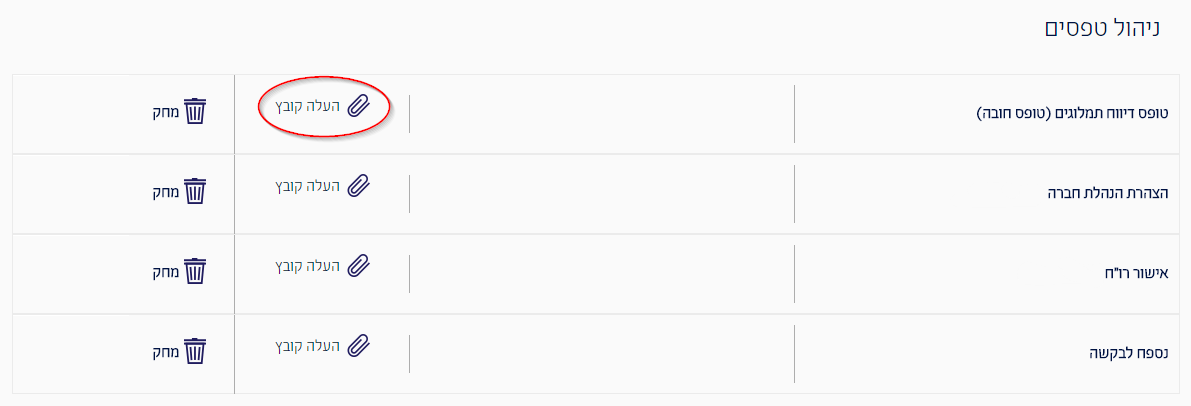 ניהול טפסים
טופס דיווח תמלוגים (טופס חובה) העלה קובץ מחק
הצהרת הנהלת חברה העלה קובץ מחק
אישור רו"ח העלה קובץ מחק
נספח לבקשה העלה קובץ מחק